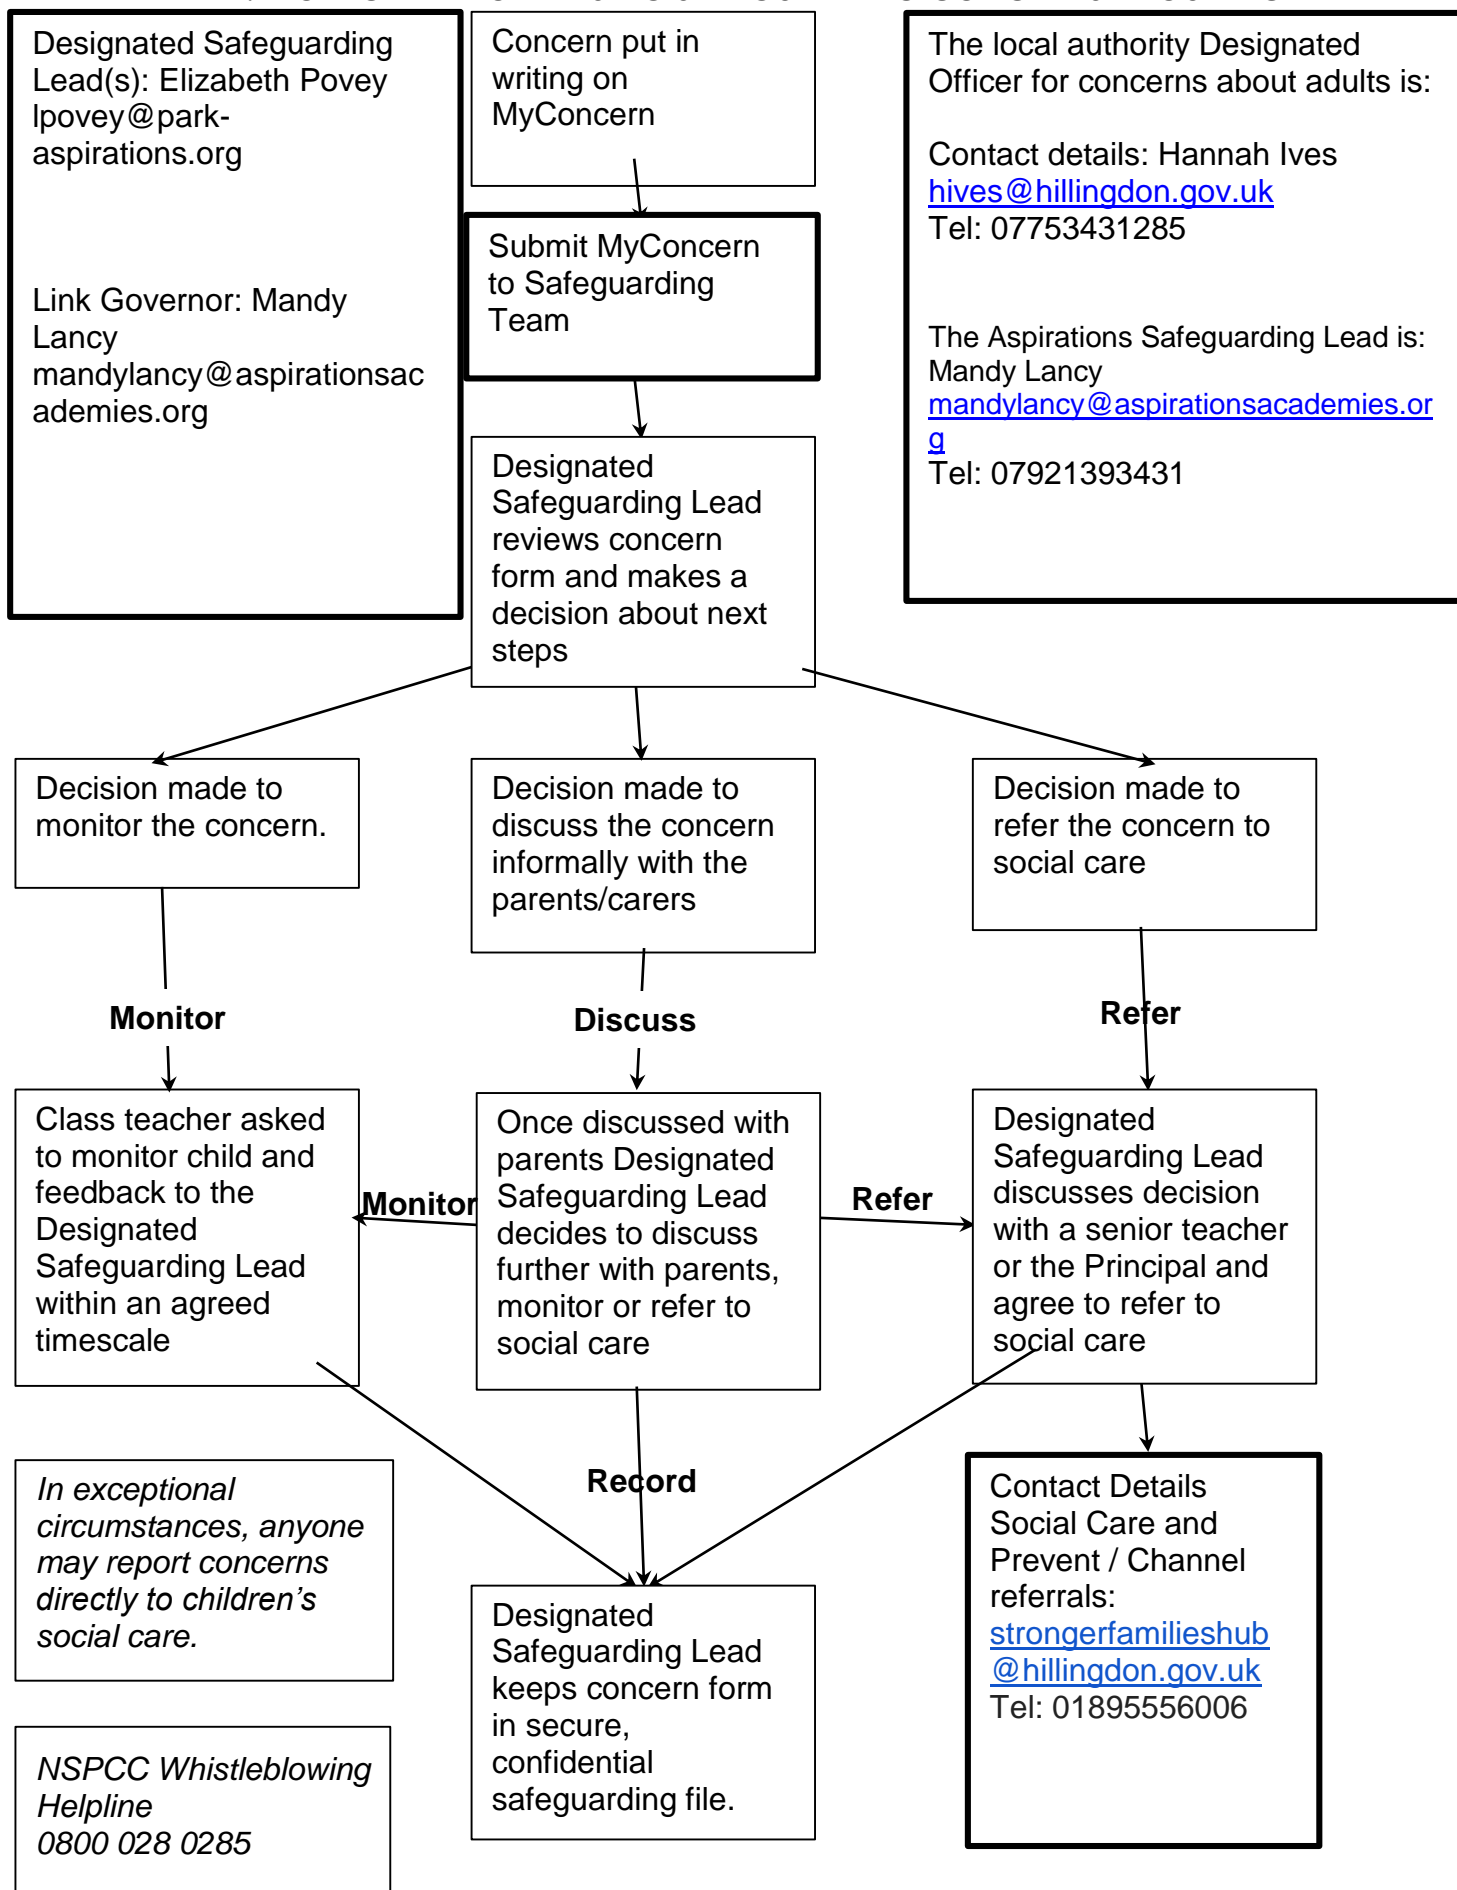 Designated Safeguarding
Lead(s): Elizabeth Povey
lpovey@park-
aspirations.org
Link Governor: Mandy
Lancy
mandylancy@aspirationsac
ademies.org
Concern put in
writing on
MyConcern
The local authority Designated
Officer for concerns about adults is:
Contact details: Hannah Ives
hives@hillingdon.gov.uk
Tel: 07753431285
The Aspirations Safeguarding Lead is:
Mandy Lancy
mandylancy@aspirationsacademies.or
g
Tel: 07921393431
Submit MyConcern
to Safeguarding
Team
Designated
Safeguarding Lead
reviews concern
form and makes a
decision about next
steps
Decision made to
monitor the concern.
Decision made to
discuss the concern
informally with the
parents/carers
Decision made to
refer the concern to
social care
Monitor
Discuss
Refer
Class teacher asked
to monitor child and
feedback to the
Designated
Safeguarding Lead
within an agreed
timescale
Monitor
Once discussed with
parents Designated
Safeguarding Lead
decides to discuss
further with parents,
monitor or refer to
social care
Refer
Designated
Safeguarding Lead
discusses decision
with a senior teacher
or the Principal and
agree to refer to
social care
In exceptional
circumstances, anyone
may report concerns
directly to children’s
social care.
Record
Contact Details
Social Care and
Prevent / Channel
referrals:
strongerfamilieshub
@hillingdon.gov.uk
Tel: 01895556006
Designated
Safeguarding Lead
keeps concern form
in secure,
confidential
safeguarding file.
NSPCC Whistleblowing
Helpline
0800 028 0285